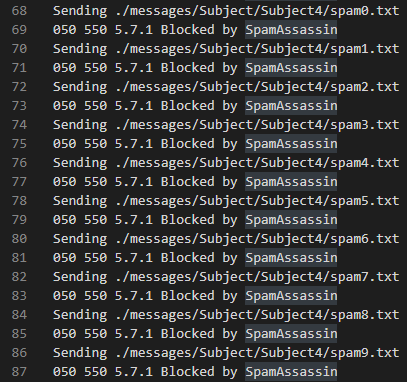 68 Sending ./messages/Subject/Subject4/spam0.txt
69 050 550 5.7.1 Blocked by SpamAssassin
70 Sending ./messages/Subject/Subject4/spam1.txt
71 050 550 5.7.1 Blocked by SpamAssassin
72 Sending ./messages/Subject/Subject4/spam2.txt
73 050 550 5.7.1 Blocked by SpamAssassin
74 Sending ./messages/Subject/Subject4/spam3.txt
75 050 550 5.7.1 Blocked by SpamAssassin
76 Sending ./messages/Subject/Subject4/spam4.txt
77 050 550 5.7.1 Blocked by SpamAssassin
78 Sending ./messages/Subject/Subject4/spam5.txt
79 050 550 5.7.1 Blocked by SpamAssassin
80 Sending ./messages/Subject/Subject4/spam6.txt
81 050 550 5.7.1 Blocked by SpamAssassin
82 Sending ./messages/Subject/Subject4/spam7.txt
83 050 550 5.7.1 Blocked by SpamAssassin
84 Sending ./messages/Subject/Subject4/spam8.txt
85 050 550 5.7.1 Blocked by SpamAssassin
86 Sending ./messages/Subject/Subject4/spam9.txt
87 050 550 5.7.1 Blocked by SpamAssassin